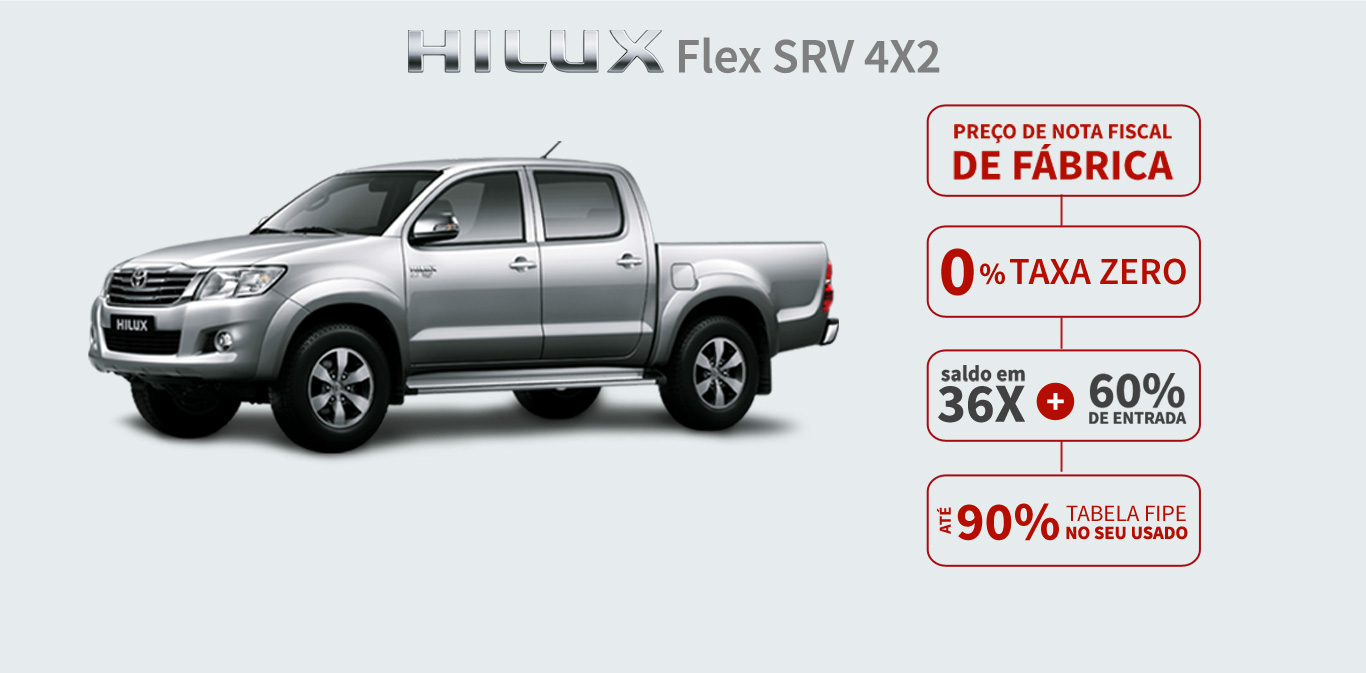 HILUX Flex SRV 4X2
PREÇO DE NOTA FISCAL
DE FÁBRICA
0% TAXA ZERO
saldo em
36X + 60%
DE ENTRADA
ATÉ 90% TABELA FIPE
NO SEU USADO
HILUX
HILUX